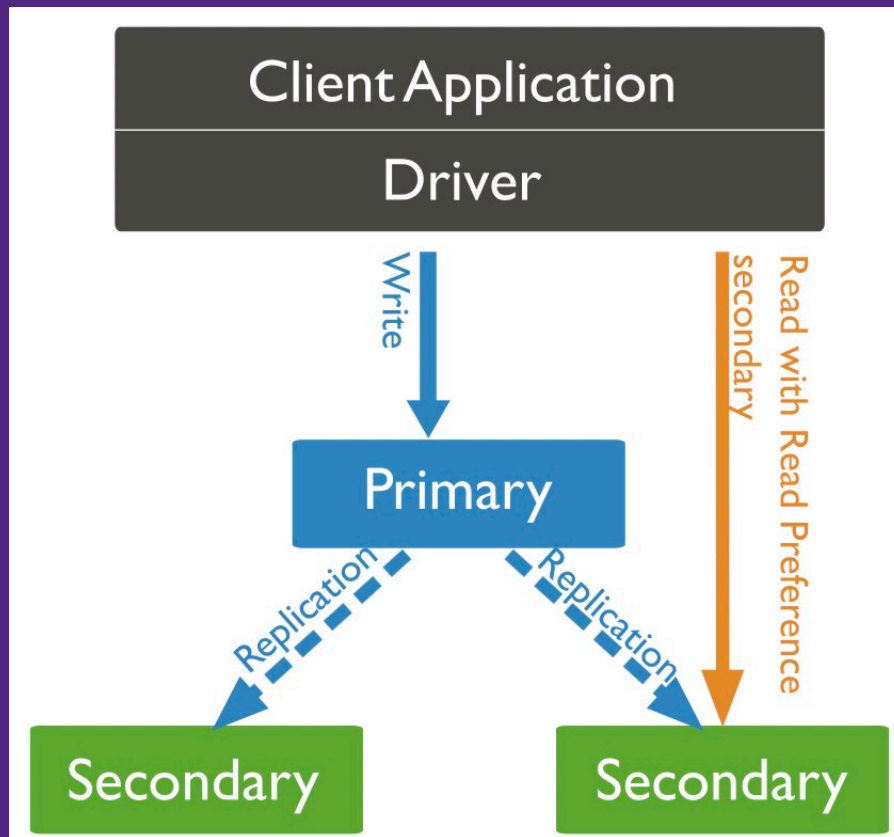 Client Application
Driver
Write
Read with Read Preference
secondary
Primary
Replication
Replication
Secondary
Secondary